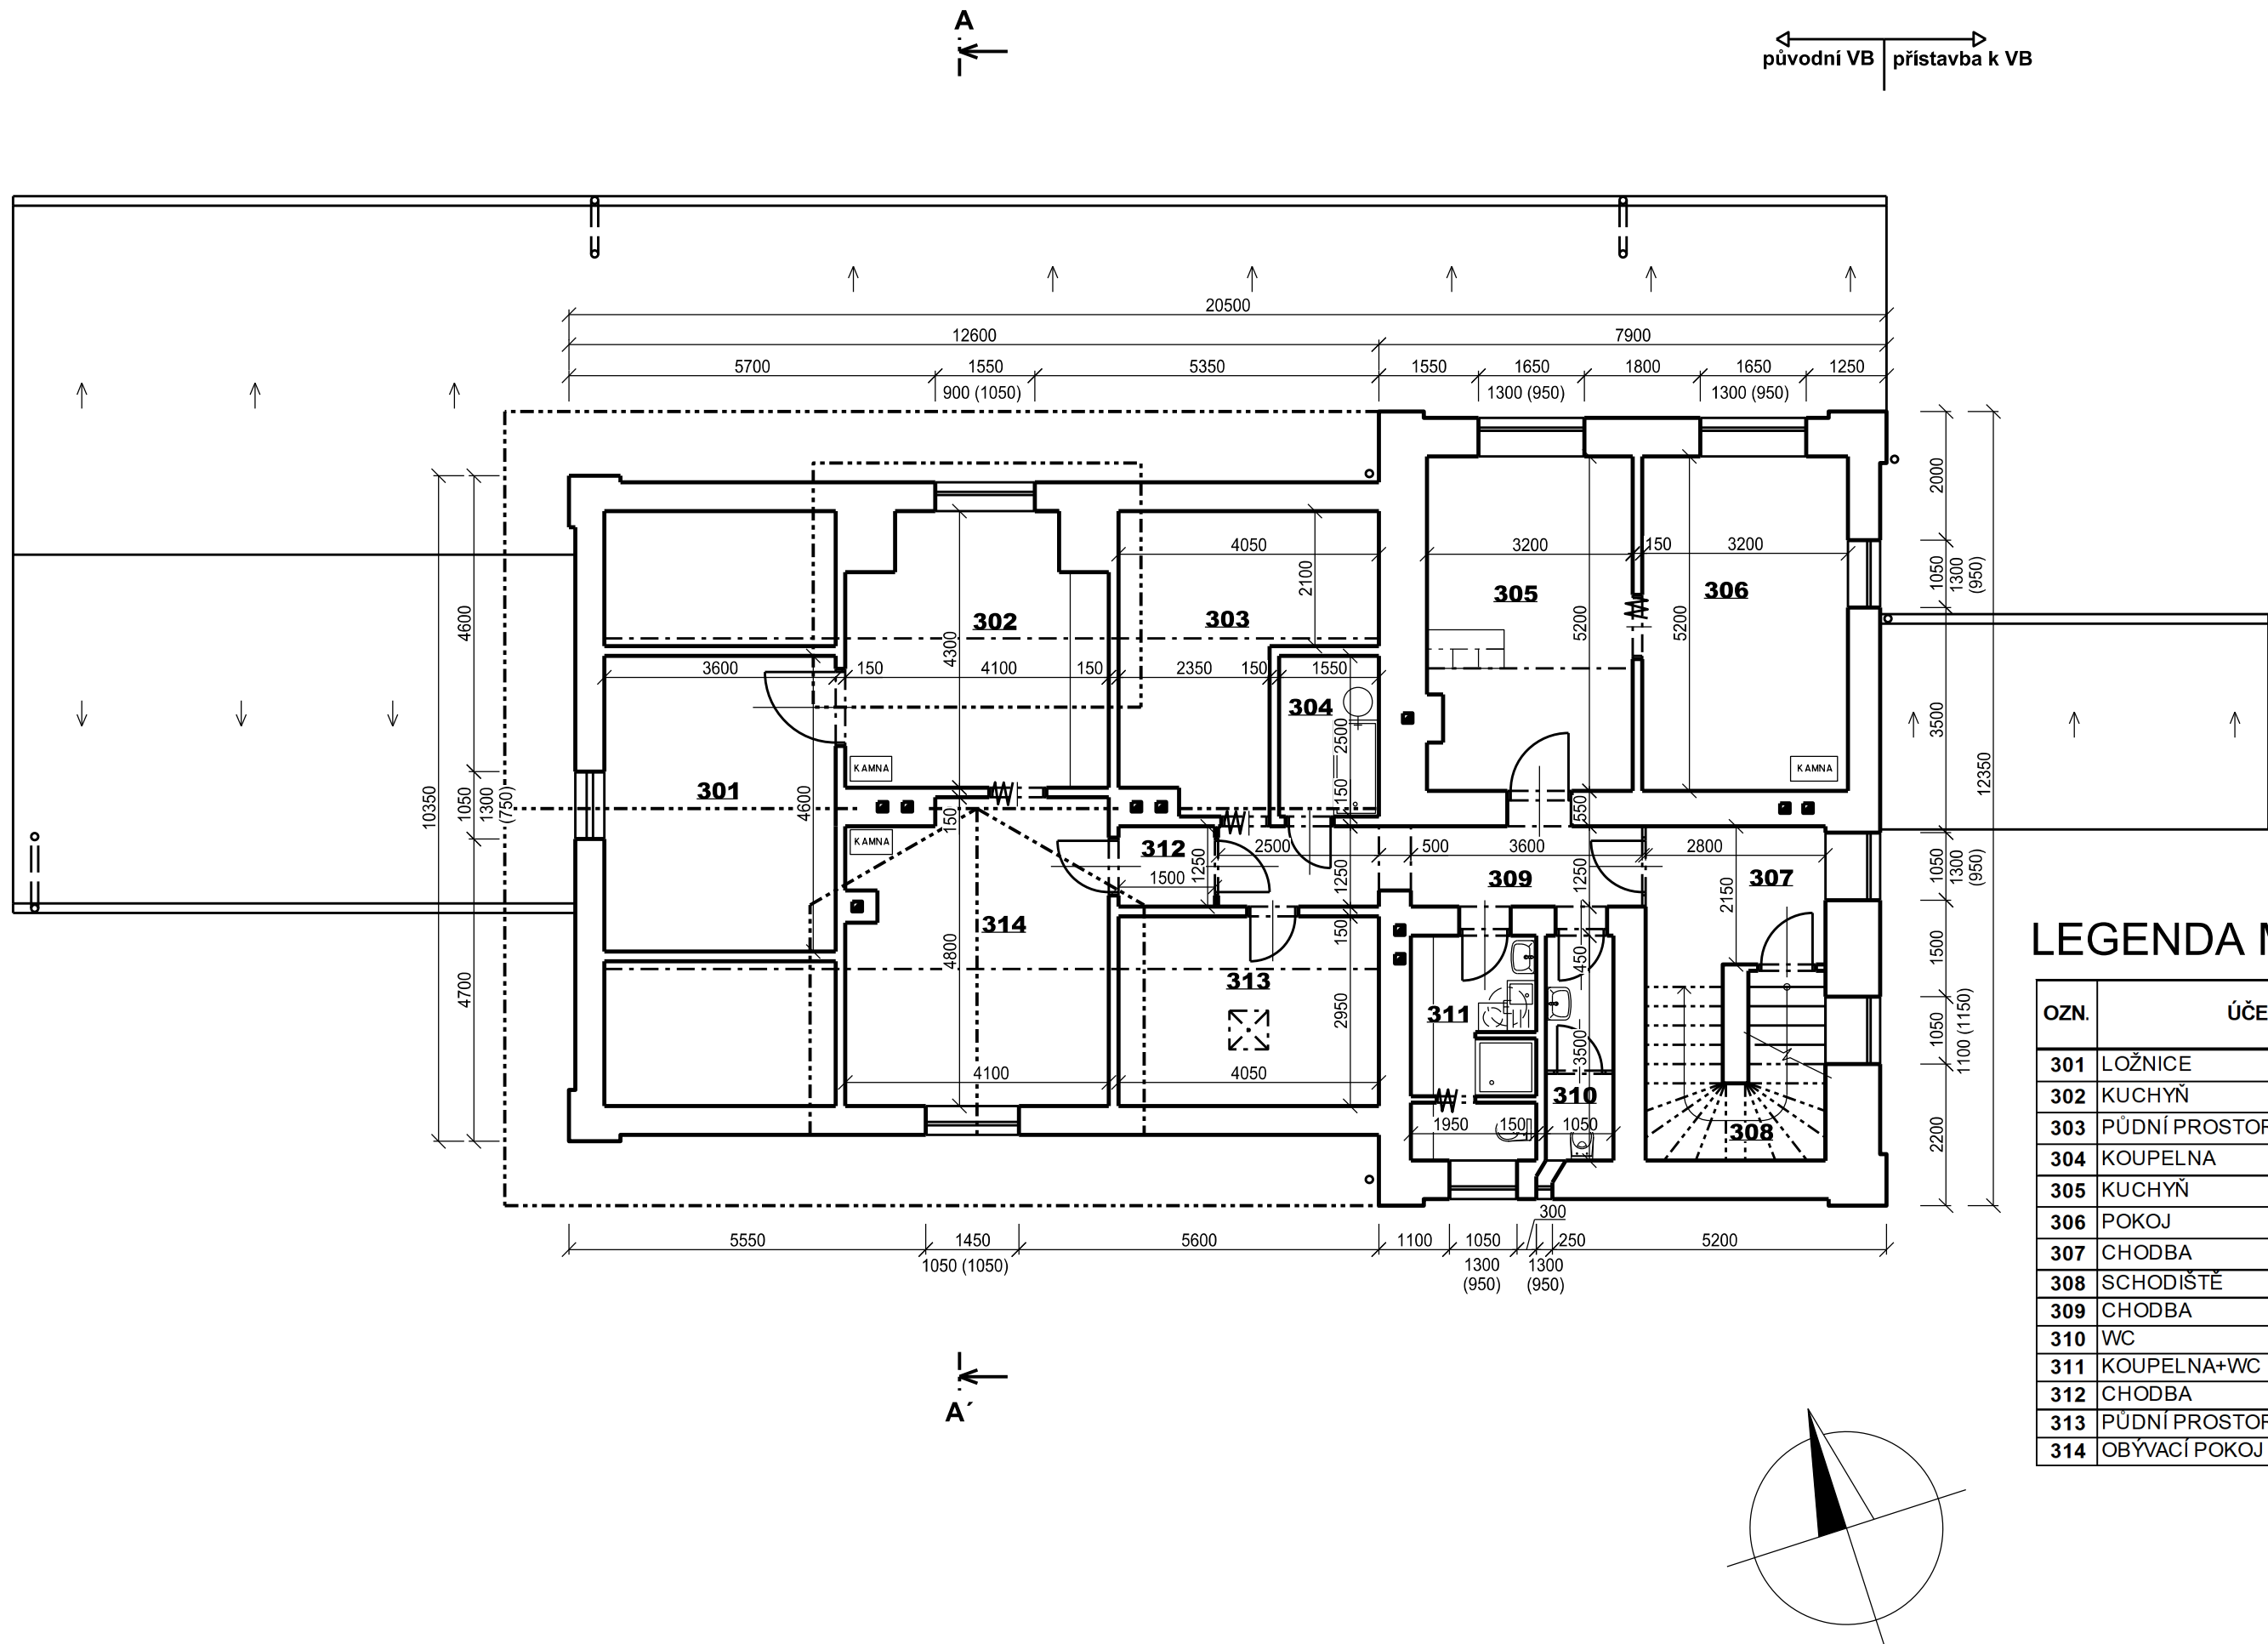 A
původní VB přístavba k VB
20500
12600 7900
5700 1550 5350 1550 1650 1800 1650 1250
900 (1050) 1300 (950) 1300 (950)
2000
4050 3200 150 3200
2100
1050
1300
(950)
305 306
302 303
4600
4300
5200
5200
3600 150 4100 150 2350 150 1550
304
2500
3500
12350
KAMNA KAMNA
301
4600
10350
1050
1300
(750)
150
150
550
KAMNA
312
2500 500 3600 2800
1250
1500
1250
1250
309
307
2150
1050
1300
(950)
314
4800
150
450
1500
LEGENDA M
4700
313
2950
311
3500
1050
1100 (1150)
4100 4050
310
1950 150 1050
308
2200
300
5550 1450 5600 1100 1050 250 5200
1050 (1050) 1300 1300
(950) (950)
A´
OZN. ÚČE
301 LOŽNICE
302 KUCHYŇ
303 PŮDNÍ PROSTOR
304 KOUPELNA
305 KUCHYŇ
306 POKOJ
307 CHODBA
308 SCHODIŠTĚ
309 CHODBA
310 WC
311 KOUPELNA+WC
312 CHODBA
313 PŮDNÍ PROSTOR
314 OBÝVACÍ POKOJ